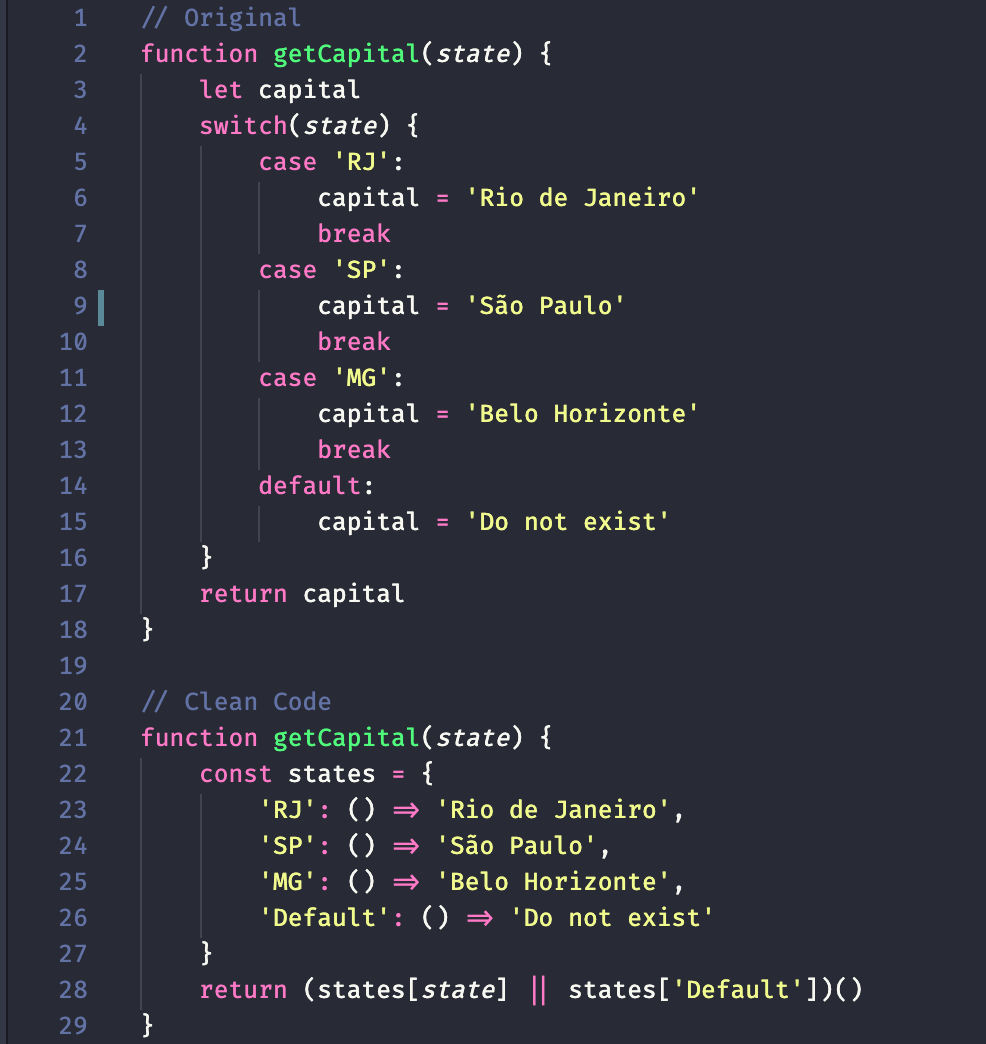 1 // Original
2 function getCapital(state) {
3     let capital
4     switch(state) {
5         case 'RJ':
6             capital = 'Rio de Janeiro'
7             break
8         case 'SP':
9             capital = 'São Paulo'
10             break
11         case 'MG':
12             capital = 'Belo Horizonte'
13             break
14         default:
15             capital = 'Do not exist'
16     }
17     return capital
18 }
19
20 // Clean Code
21 function getCapital(state) {
22     const states = {
23         'RJ': () => 'Rio de Janeiro',
24         'SP': () => 'São Paulo',
25         'MG': () => 'Belo Horizonte',
26         'Default': () => 'Do not exist'
27     }
28     return (states[state] || states['Default'])()
29 }